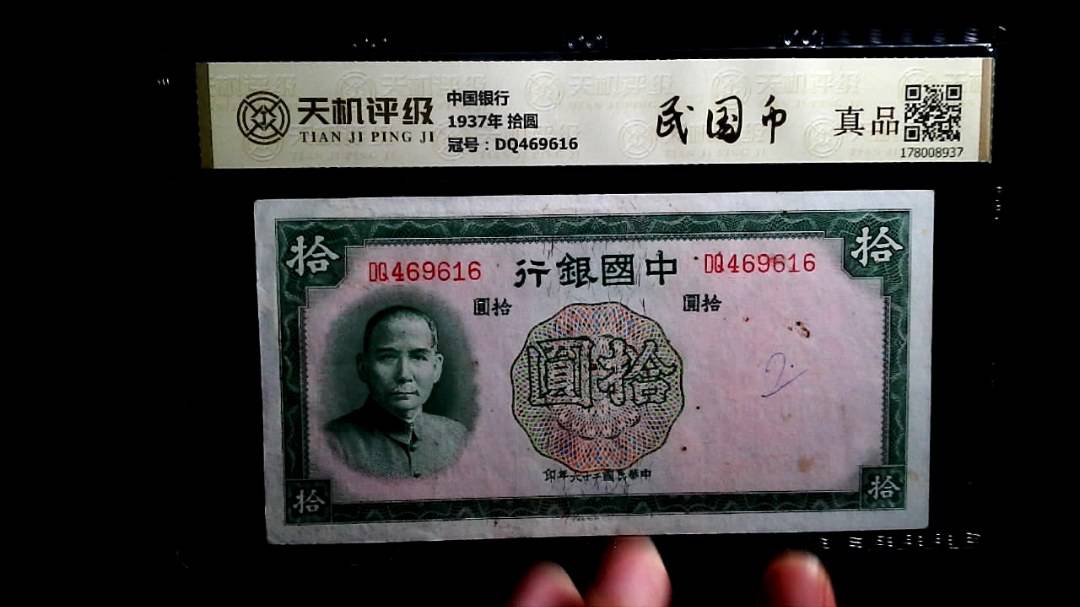 天机评级
TIAN JI PING JI
中国银行
1937年 拾圆
冠号：DQ469616
民国币
真品
178008937
拾
拾
DQ469616
行銀國中
DQ469616
圓拾
圓拾
圓拾
印年六十二國民華中
拾
拾